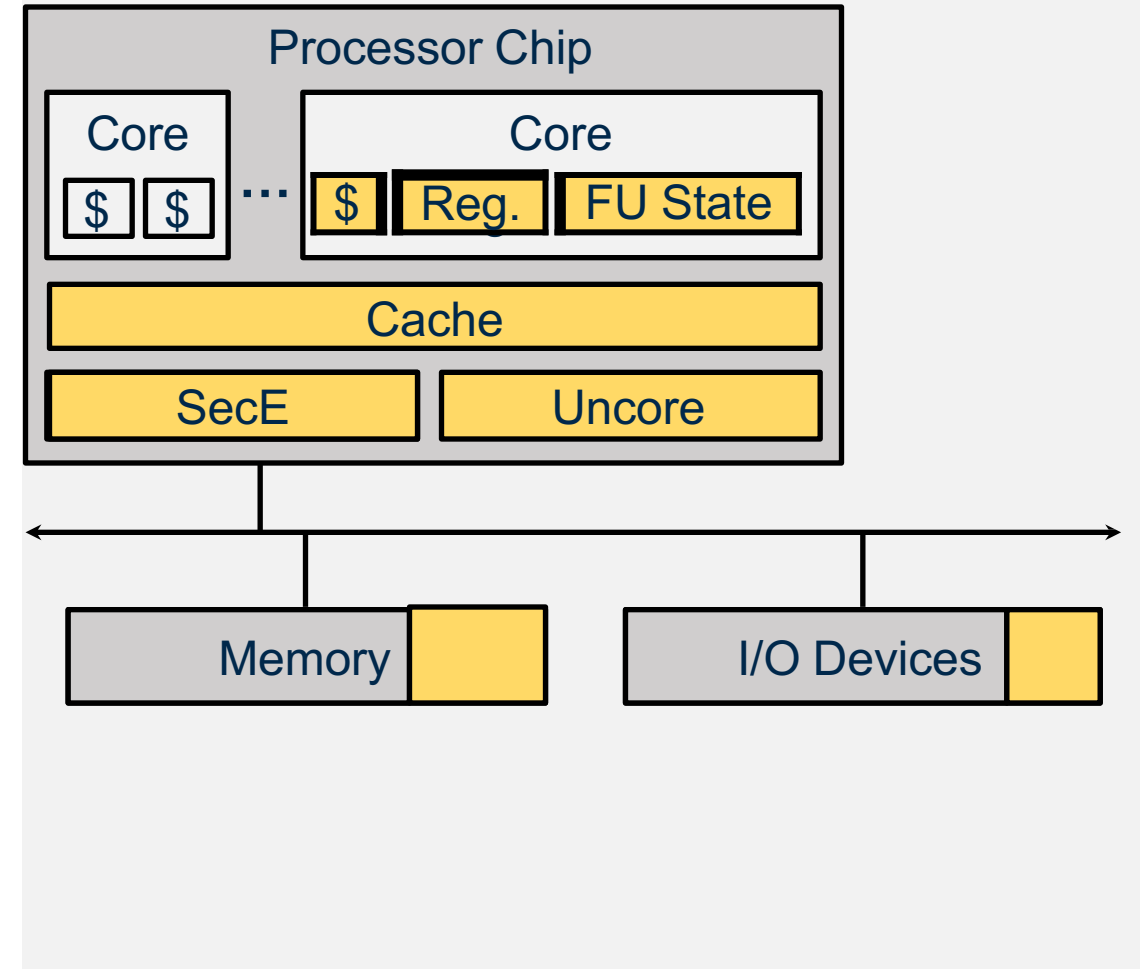 Processor Chip
Core
$ $
...
Core
$ Reg. FU State
Cache
SecE
Uncore
Memory
I/O Devices